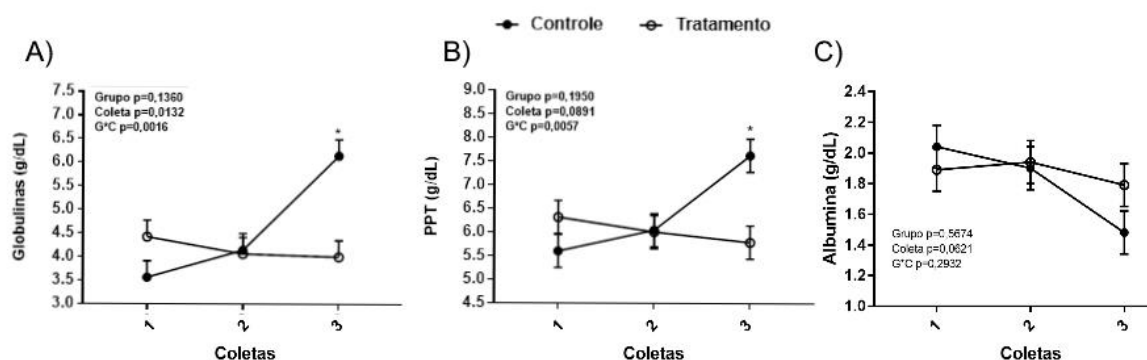 Controle Tratamento
A)
Globulinas (g/dL)
7.5
7.0
6.5
6.0
5.5
5.0
4.5
4.0
3.5
3.0
Grupo p=0,1360
Coleta p=0,0132
G*C p=0,0016
*
1 2 3
Coletas
B)
PPT (g/dL)
9.0
8.5
8.0
7.5
7.0
6.5
6.0
5.5
5.0
4.5
Grupo p=0,1950
Coleta p=0,0891
G*C p=0,0057
*
1 2 3
Coletas
C)
Albumina (g/dL)
2.4
2.2
2.0
1.8
1.6
1.4
1.2
1.0
Grupo p=0,5674
Coleta p=0,0621
G*C p=0,2932
1 2 3
Coletas